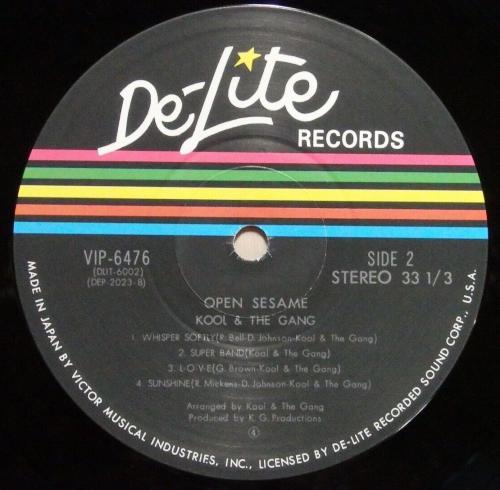 De-Lite
RECORDS
VIP-6476
(DLIT-6002)
(DEP-2023-B)
SIDE 2
STEREO 33 1/3
OPEN SESAME
KOOL & THE GANG
1. WHISPER SOFTLY(R. Bell-D. Johnson-Kool & The Gang)
2. SUPER BAND(Kool & The Gang)
3. L-O-V-E(G. Brown-Kool & The Gang)
4. SUNSHINE(R. Mickens-D. Johnson-Kool & The Gang)
Arranged by Kool & The Gang
Produced by K. G. Productions
4
MADE IN JAPAN BY VICTOR MUSICAL INDUSTRIES, INC., LICENSED BY DE-LITE RECORDED SOUND CORP., U.S.A.